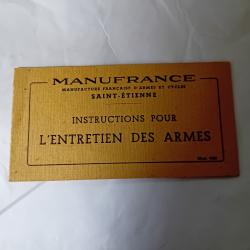 MANUFRANCE
MANUFACTURE FRANÇAISE D'ARMES ET CYCLES
SAINT-ÉTIENNE
INSTRUCTIONS POUR
L'ENTRETIEN DES ARMES